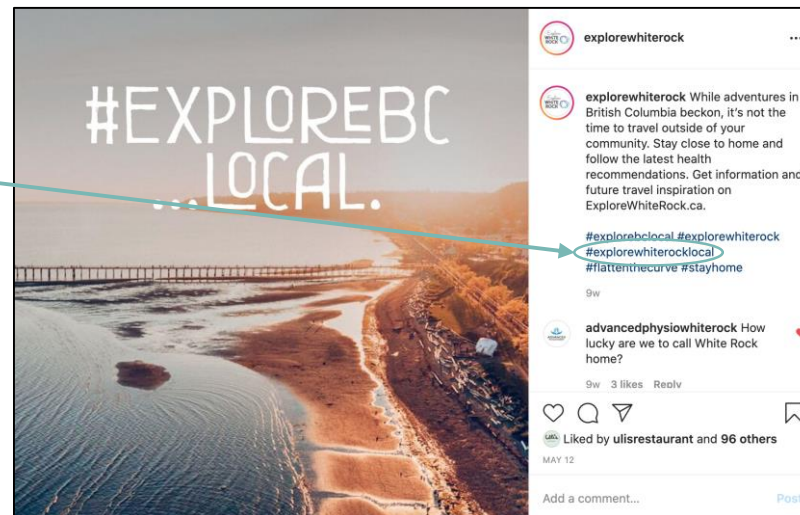 #EXPLOREBC
...LOCAL.
explorewhiterock
explorewhiterock While adventures in
British Columbia beckon, it's not the
time to travel outside of your
community. Stay close to home and
follow the latest health
recommendations. Get information and
future travel inspiration on
ExploreWhiteRock.ca.
#explorebclocal #explorewhiterock
#explorewhiterocklocal
#flattenthecurve #stayhome
9w
advancedphysiowhiterock How
lucky are we to call White Rock
home?
9w 3 likes Reply
Liked by ulisrestaurant and 96 others
MAY 12
Add a comment...
Post